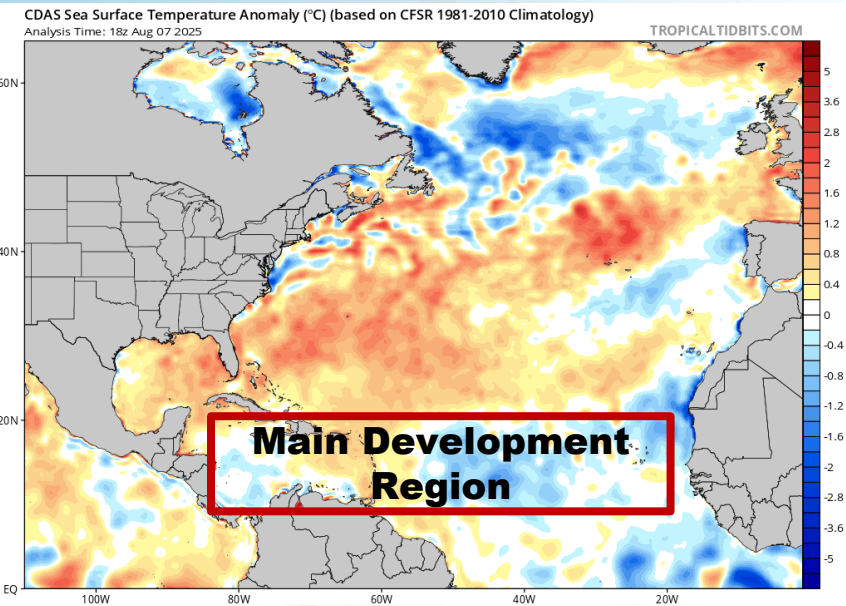 CDAS Sea Surface Temperature Anomaly (°C) (based on CFSR 1981-2010 Climatology)
Analysis Time: 18z Aug 07 2025
TROPICALTIDBITS.COM
60N
40N
20N
EQ
100W
80W
60W
40W
20W
Main Development
Region
5
3.6
2.8
2
1.6
1.2
0.8
0.4
0
-0.4
-0.8
-1.2
-1.6
-2
-2.8
-3.6
-5